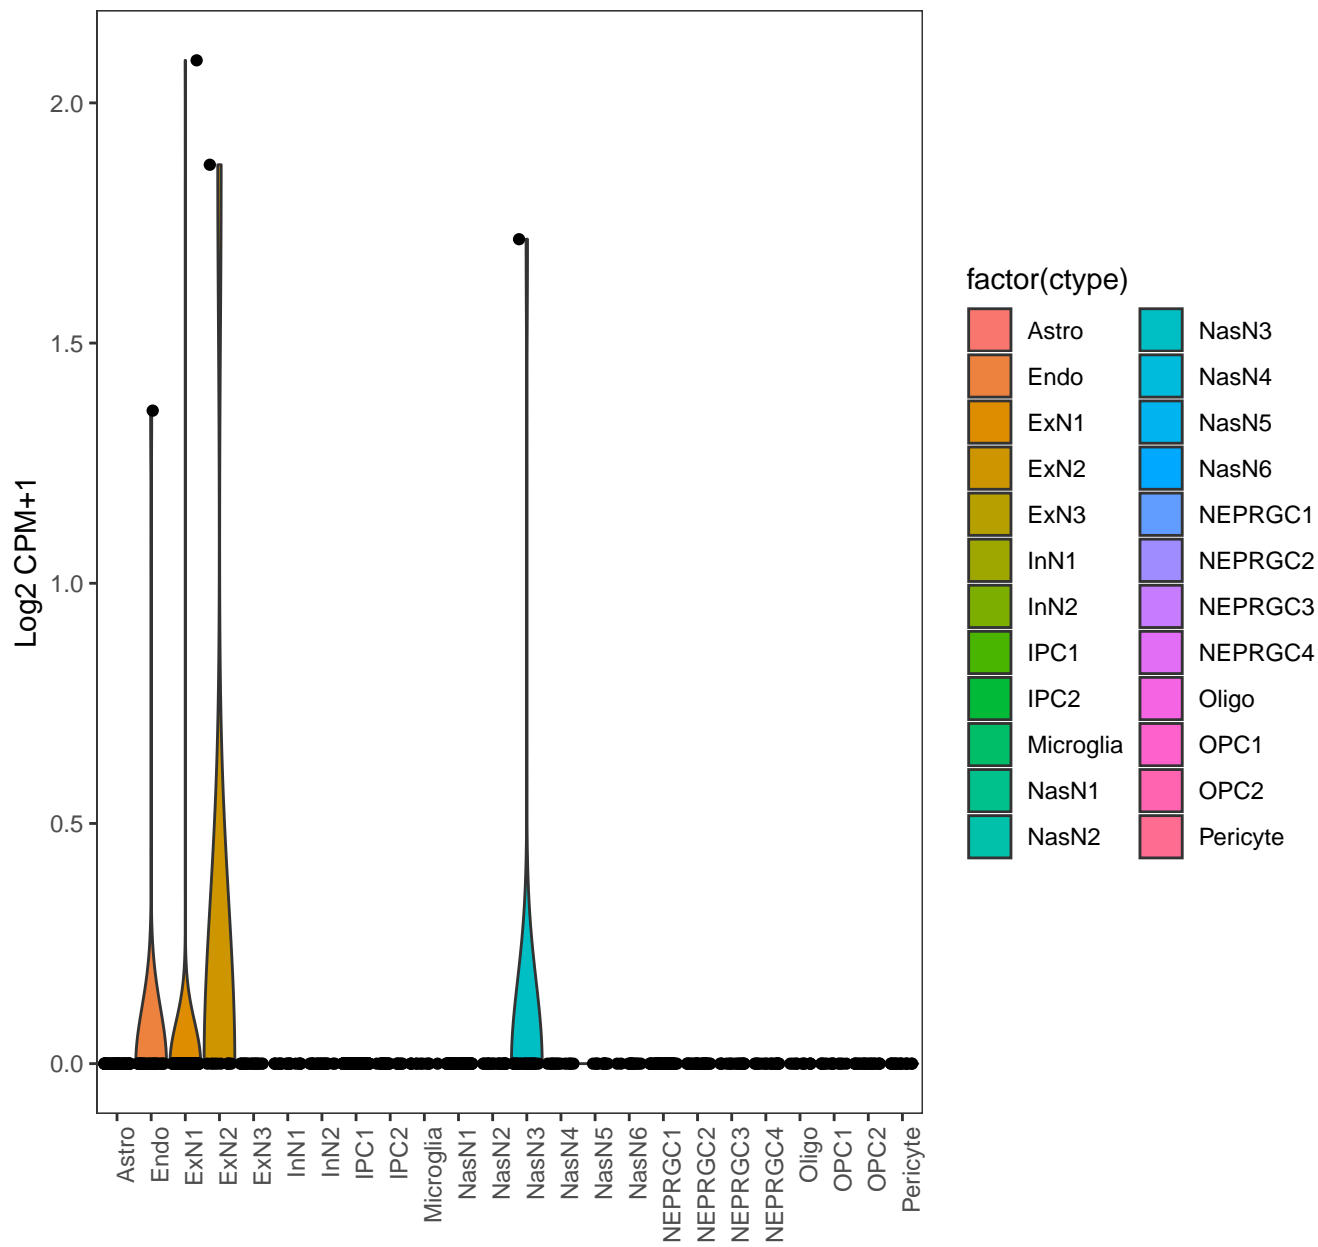 Log2 CPM+1
2.0
1.5
1.0
0.5
0.0
Astro
Endo
ExN1
ExN2
ExN3
InN1
InN2
IPC1
IPC2
Microglia
NasN1
NasN2
NasN3
NasN4
NasN5
NasN6
NEPRGC1
NEPRGC2
NEPRGC3
NEPRGC4
Oligo
OPC1
OPC2
Pericyte
factor(ctype)
Astro
Endo
ExN1
ExN2
ExN3
InN1
InN2
IPC1
IPC2
Microglia
NasN1
NasN2
NasN3
NasN4
NasN5
NasN6
NEPRGC1
NEPRGC2
NEPRGC3
NEPRGC4
Oligo
OPC1
OPC2
Pericyte